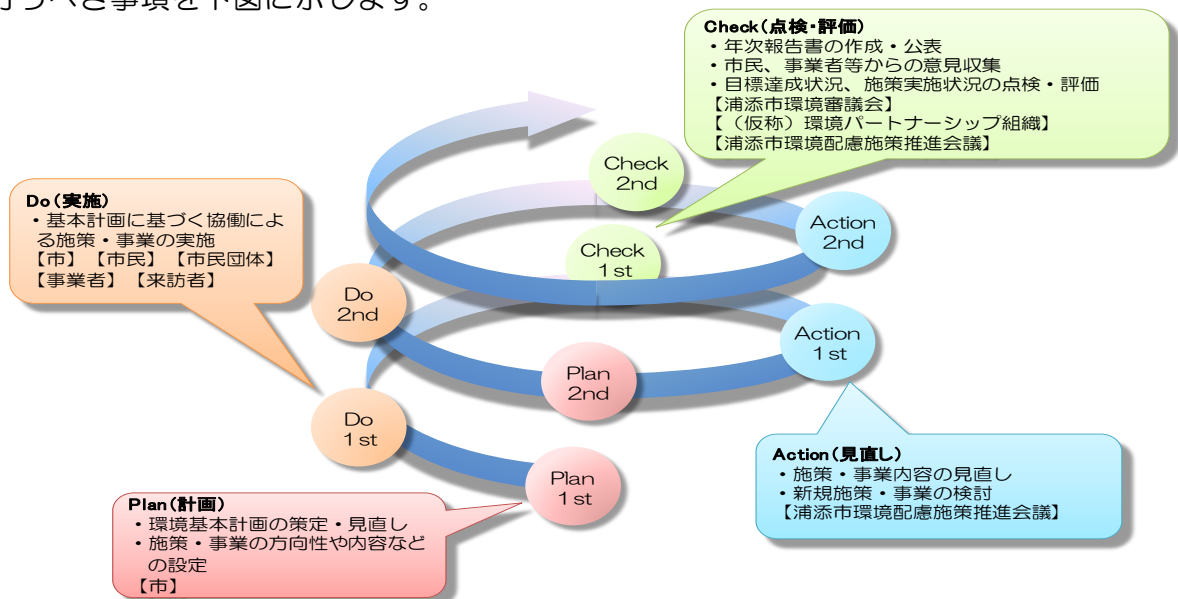 行うべき事項を下図に示します。
Check(点検・評価)
・年次報告書の作成・公表
・市民、事業者等からの意見収集
・目標達成状況、施策実施状況の点検・評価
【浦添市環境審議会】
【（仮称）環境パートナーシップ組織】
【浦添市環境配慮施策推進会議】
Check
2nd
Do(実施)
・基本計画に基づく協働によ
る施策・事業の実施
【市】【市民】【市民団体】
【事業者】【来訪者】
Action
2nd
Check
1st
Do
2nd
Action
1st
Plan
2nd
Do
1st
Action(見直し)
・施策・事業内容の見直し
・新規施策・事業の検討
【浦添市環境配慮施策推進会議】
Plan
1st
Plan(計画)
・環境基本計画の策定・見直し
・施策・事業の方向性や内容など
の設定
【市】